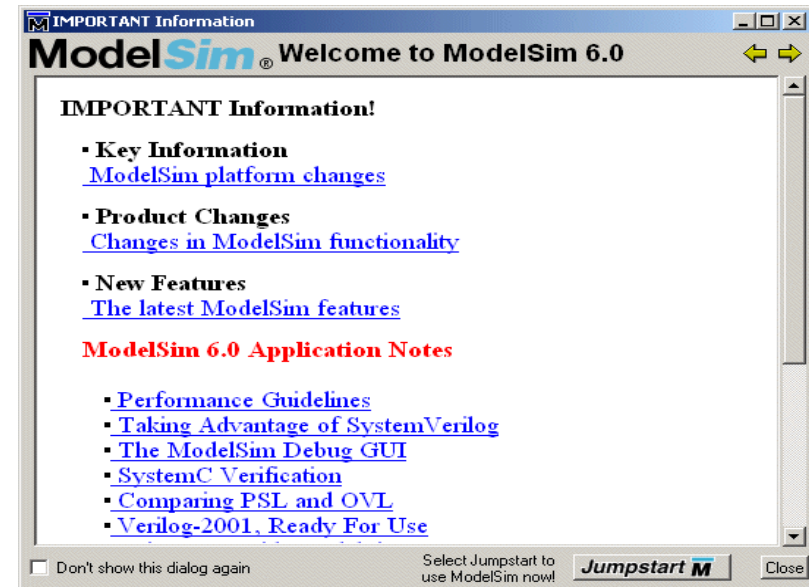 IMPORTANT Information
ModelSim ® Welcome to ModelSim 6.0
IMPORTANT Information!
▪ Key Information
ModelSim platform changes
▪ Product Changes
Changes in ModelSim functionality
▪ New Features
The latest ModelSim features
ModelSim 6.0 Application Notes
▪ Performance Guidelines
▪ Taking Advantage of SystemVerilog
▪ The ModelSim Debug GUI
▪ SystemC Verification
▪ Comparing PSL and OVL
▪ Verilog-2001, Ready For Use
Don't show this dialog again
Select Jumpstart to
use ModelSim now!
Jumpstart M
Close